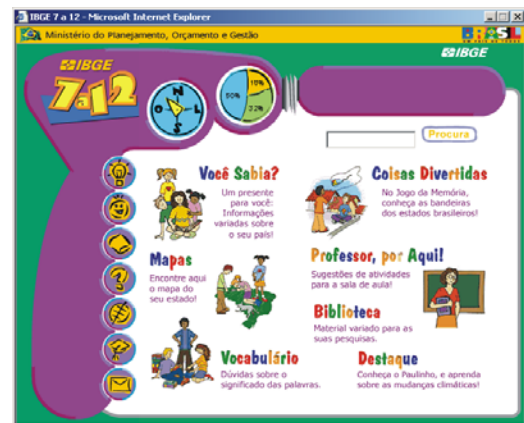 IBGE 7 a 12 - Microsoft Internet Explorer
Ministério do Planejamento, Orçamento e Gestão
BRASL
IBGE
IBGE
7a12
N
O L
S
50%
22%
Procura
Você Sabia?
Um presente
para você:
Informações
variadas sobre
o seu país!
Coisas Divertidas
No Jogo da Memória,
conheça as bandeiras
dos estados brasileiros!
Mapas
Encontre aqui
o mapa do
seu estado!
Professor, por Aqui!
Sugestões de atividades
para a sala de aula!
Biblioteca
Material variado para as
suas pesquisas.
Vocabulário
Dúvidas sobre o
significado das palavras.
Destaque
Conheça o Paulinho, e aprenda
sobre as mudanças climáticas!